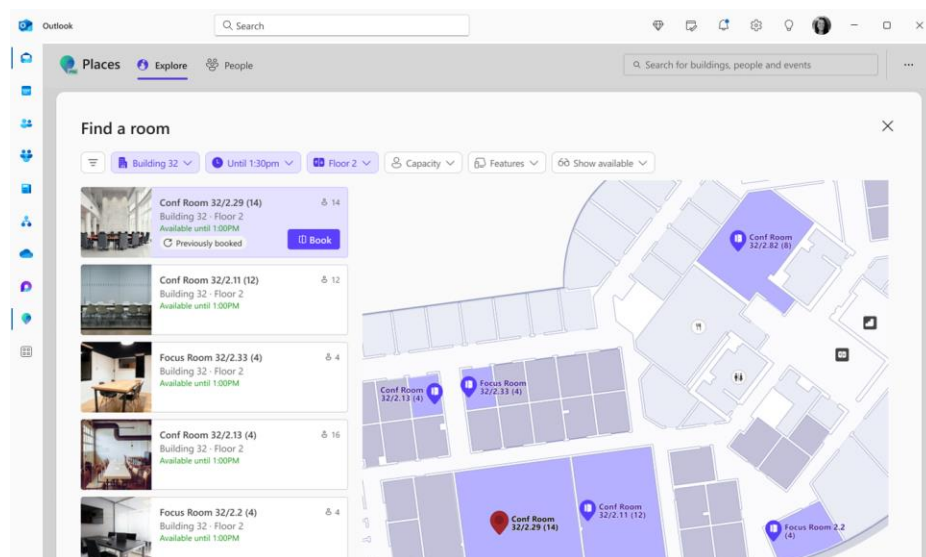 Outlook
Search
Places
Explore
People
Search for buildings, people and events
Find a room
Building 32
Until 1:30pm
Floor 2
Capacity
Features
Show available
Conf Room 32/2.29 (14)
14
Building 32 · Floor 2
Available until 1:00PM
Previously booked
Book
Conf Room 32/2.11 (12)
12
Building 32 · Floor 2
Available until 1:00PM
Focus Room 32/2.33 (4)
4
Building 32 · Floor 2
Available until 1:00PM
Conf Room 32/2.13 (4)
16
Building 32 · Floor 2
Available until 1:00PM
Focus Room 32/2.2 (4)
4
Building 32 · Floor 2
Available until 1:00PM
Conf Room
32/2.82 (8)
Conf Room
32/2.13 (4)
Focus Room
32/2.33 (4)
Conf Room
32/2.29 (14)
Conf Room
32/2.11 (12)
Focus Room 2.2
(4)